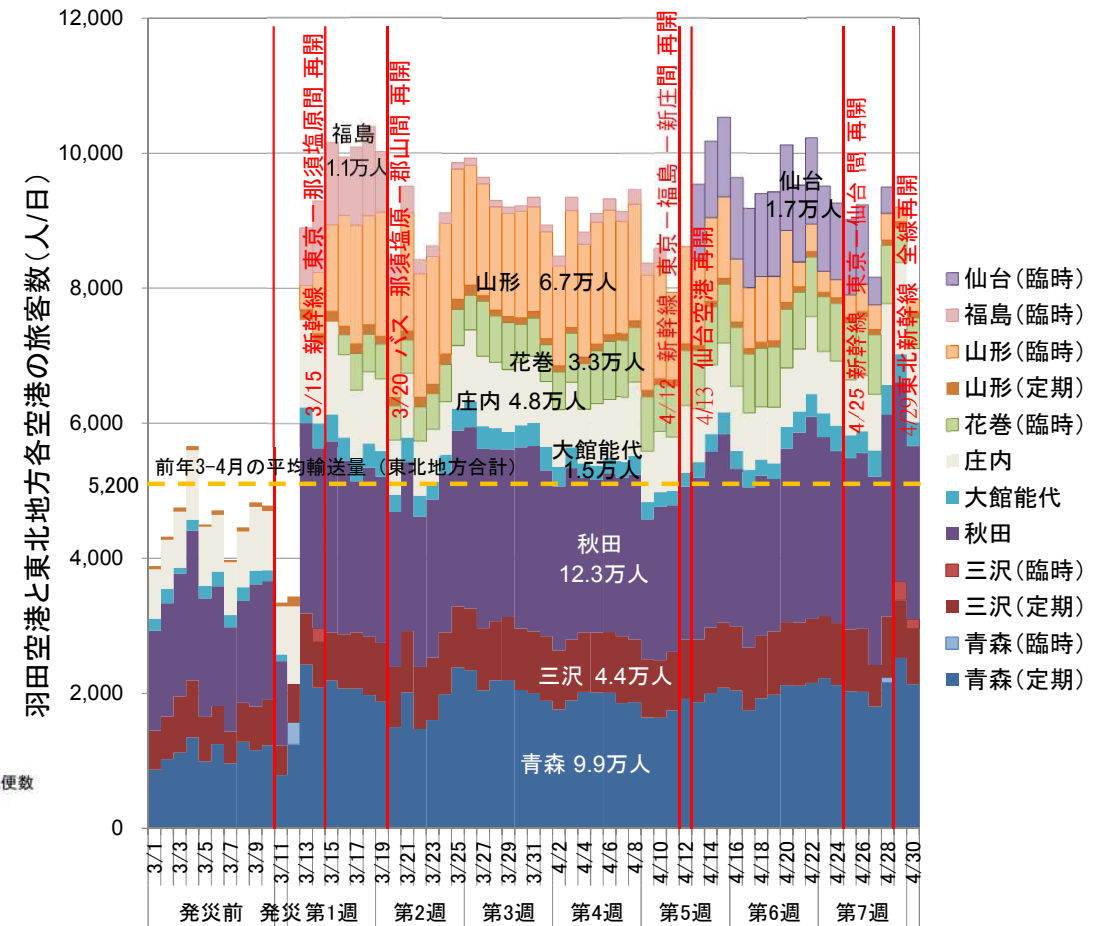 羽田空港と東北地方各空港の旅客数(人/日)
12,000
10,000
8,000
6,000
5,200
4,000
2,000
0
便数
3/15 新幹線 東京－那須塩原間 再開
3/20 バス 那須塩原－郡山間 再開
4/12 新幹線 東京－福島－新庄間 再開
4/13 仙台空港 再開
4/25 新幹線 東京－仙台間 再開
4/29東北新幹線 全線再開
福島
1.1万人
仙台
1.7万人
山形 6.7万人
花巻 3.3万人
庄内 4.8万人
大館能代
1.5万人
前年3-4月の平均輸送量（東北地方合計）
秋田
12.3万人
三沢 4.4万人
青森 9.9万人
仙台(臨時)
福島(臨時)
山形(臨時)
山形(定期)
花巻(臨時)
庄内
大館能代
秋田
三沢(臨時)
三沢(定期)
青森(臨時)
青森(定期)
3/1 3/3 3/5 3/7 3/9 3/11 3/13 3/15 3/17 3/19 3/21 3/23 3/25 3/27 3/29 3/31 4/2 4/4 4/6 4/8 4/10 4/12 4/14 4/16 4/18 4/20 4/22 4/24 4/26 4/28 4/30
発災前 発災 第1週 第2週 第3週 第4週 第5週 第6週 第7週